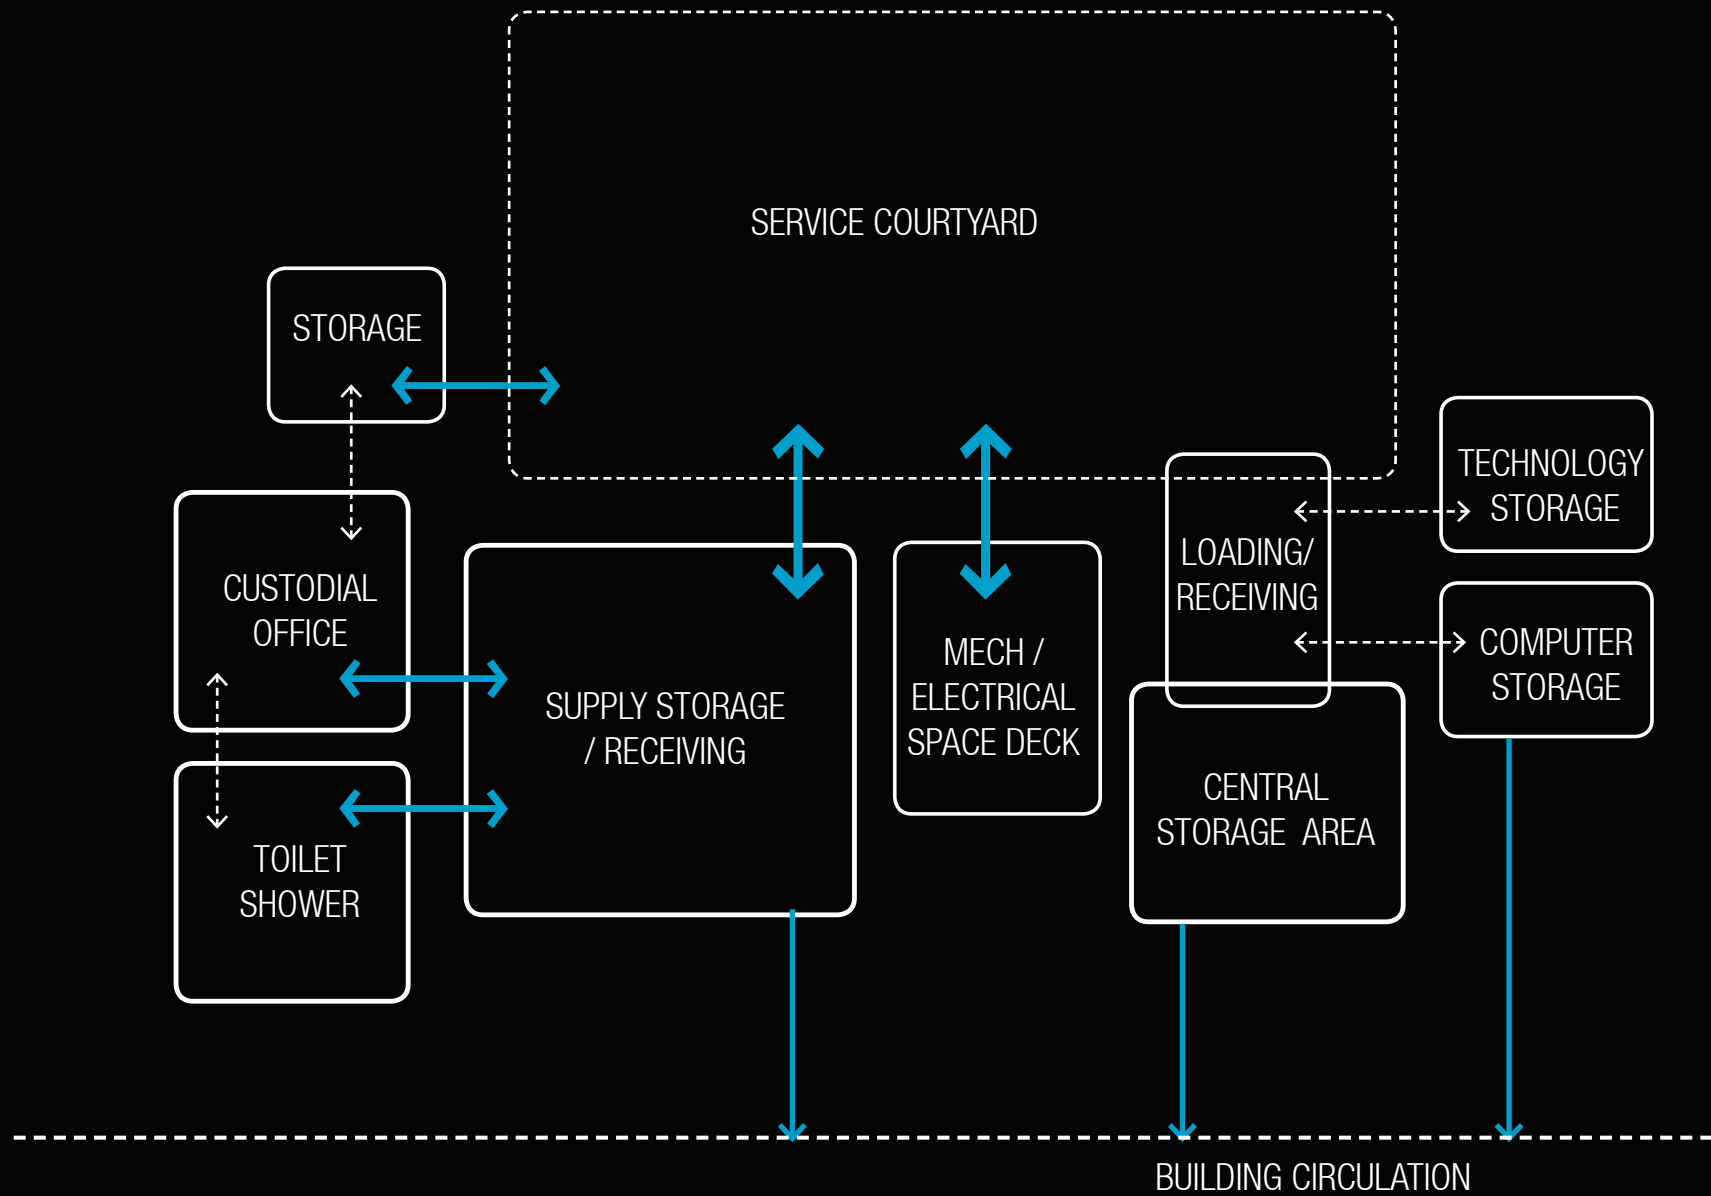 SERVICE COURTYARD
STORAGE
TECHNOLOGY
STORAGE
LOADING/
RECEIVING
CUSTODIAL
OFFICE
COMPUTER
STORAGE
MECH /
ELECTRICAL
SPACE DECK
SUPPLY STORAGE
/ RECEIVING
CENTRAL
STORAGE AREA
TOILET
SHOWER
BUILDING CIRCULATION